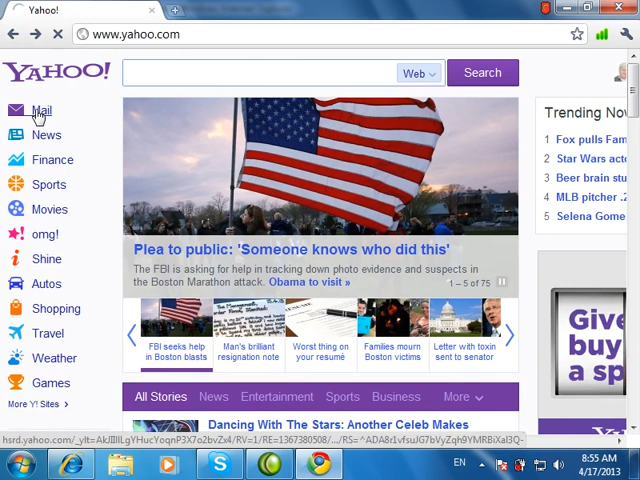 Yahoo!
www.yahoo.com
YAHOO!
Web
Search
Mail
News
Finance
Sports
Movies
omg!
Shine
Autos
Shopping
Travel
Weather
Games
More Y! Sites >
Plea to public: 'Someone knows who did this'
The FBI is asking for help in tracking down photo evidence and suspects in
the Boston Marathon attack. Obama to visit »
1 – 5 of 75
FBI seeks help
in Boston blasts
Man's brilliant
resignation note
Worst thing on
your resumé
Families mourn
Boston victims
Letter with toxin
sent to senator
All Stories
News
Entertainment
Sports
Business
More
Dancing With The Stars: Another Celeb Makes
Trending Nov
1 Fox pulls Fam
2 Star Wars acto
3 Beer brain stu
4 MLB pitcher .2
5 Selena Gome
Give
buy
a sp
EN
8:55 AM
4/17/2013